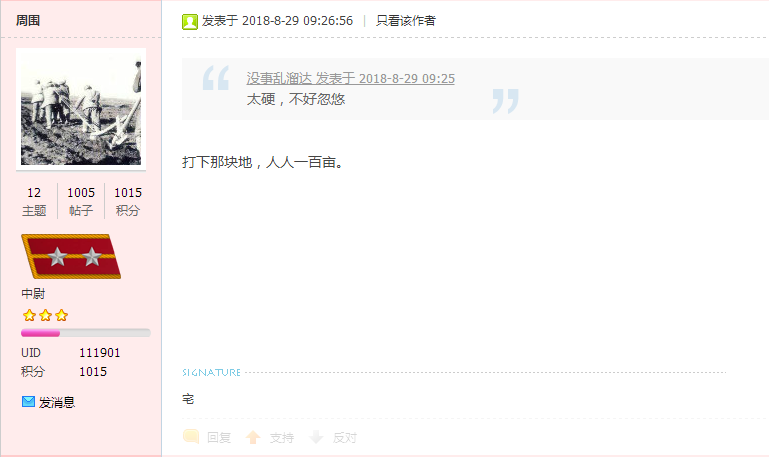 周围
发表于 2018-8-29 09:26:56 | 只看该作者
没事乱溜达 发表于 2018-8-29 09:25
太硬，不好忽悠
打下那块地，人人一百亩。
12 1005 1015
主题 帖子 积分
中尉
UID 111901
积分 1015
发消息
SIGNATURE
宅
回复 支持 反对